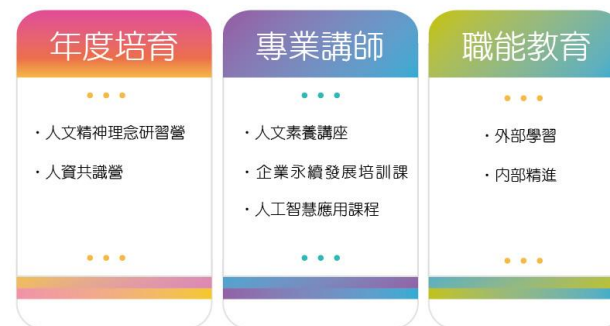 年度培育
・人文精神理念研習營
・人資共識營
專業講師
・人文素養講座
・企業永續發展培訓課
・人工智慧應用課程
職能教育
・外部學習
・內部精進